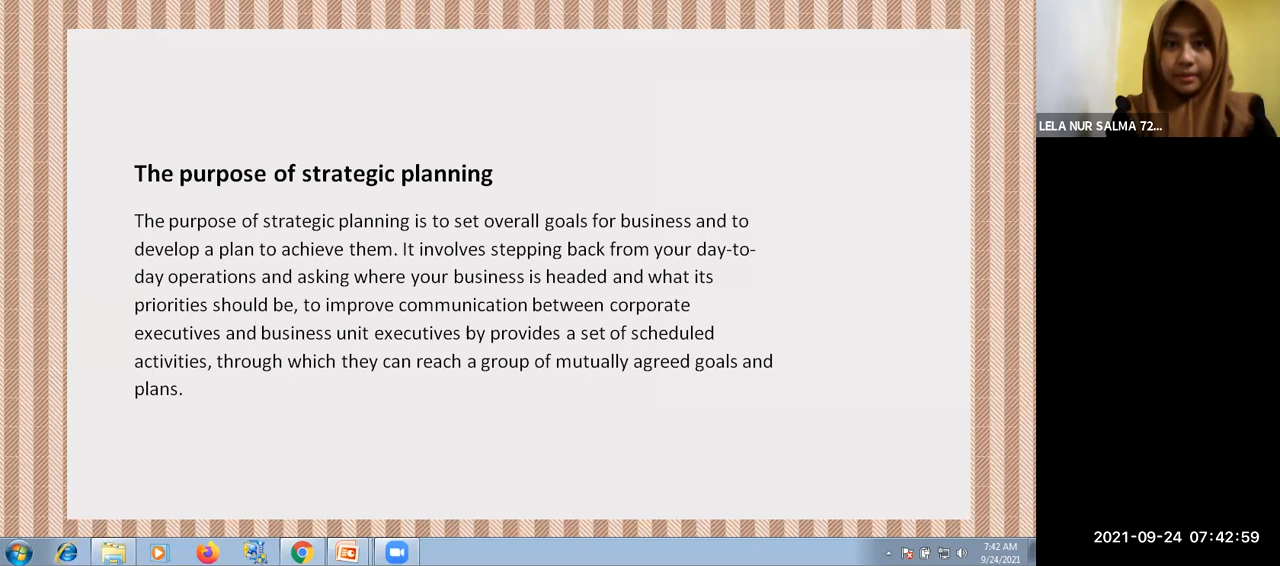 The purpose of strategic planning
The purpose of strategic planning is to set overall goals for business and to
develop a plan to achieve them. It involves stepping back from your day-to-
day operations and asking where your business is headed and what its
priorities should be, to improve communication between corporate
executives and business unit executives by provides a set of scheduled
activities, through which they can reach a group of mutually agreed goals and
plans.
LELA NUR SALMA 72...
7:42 AM
9/24/2021
2021-09-24 07:42:59